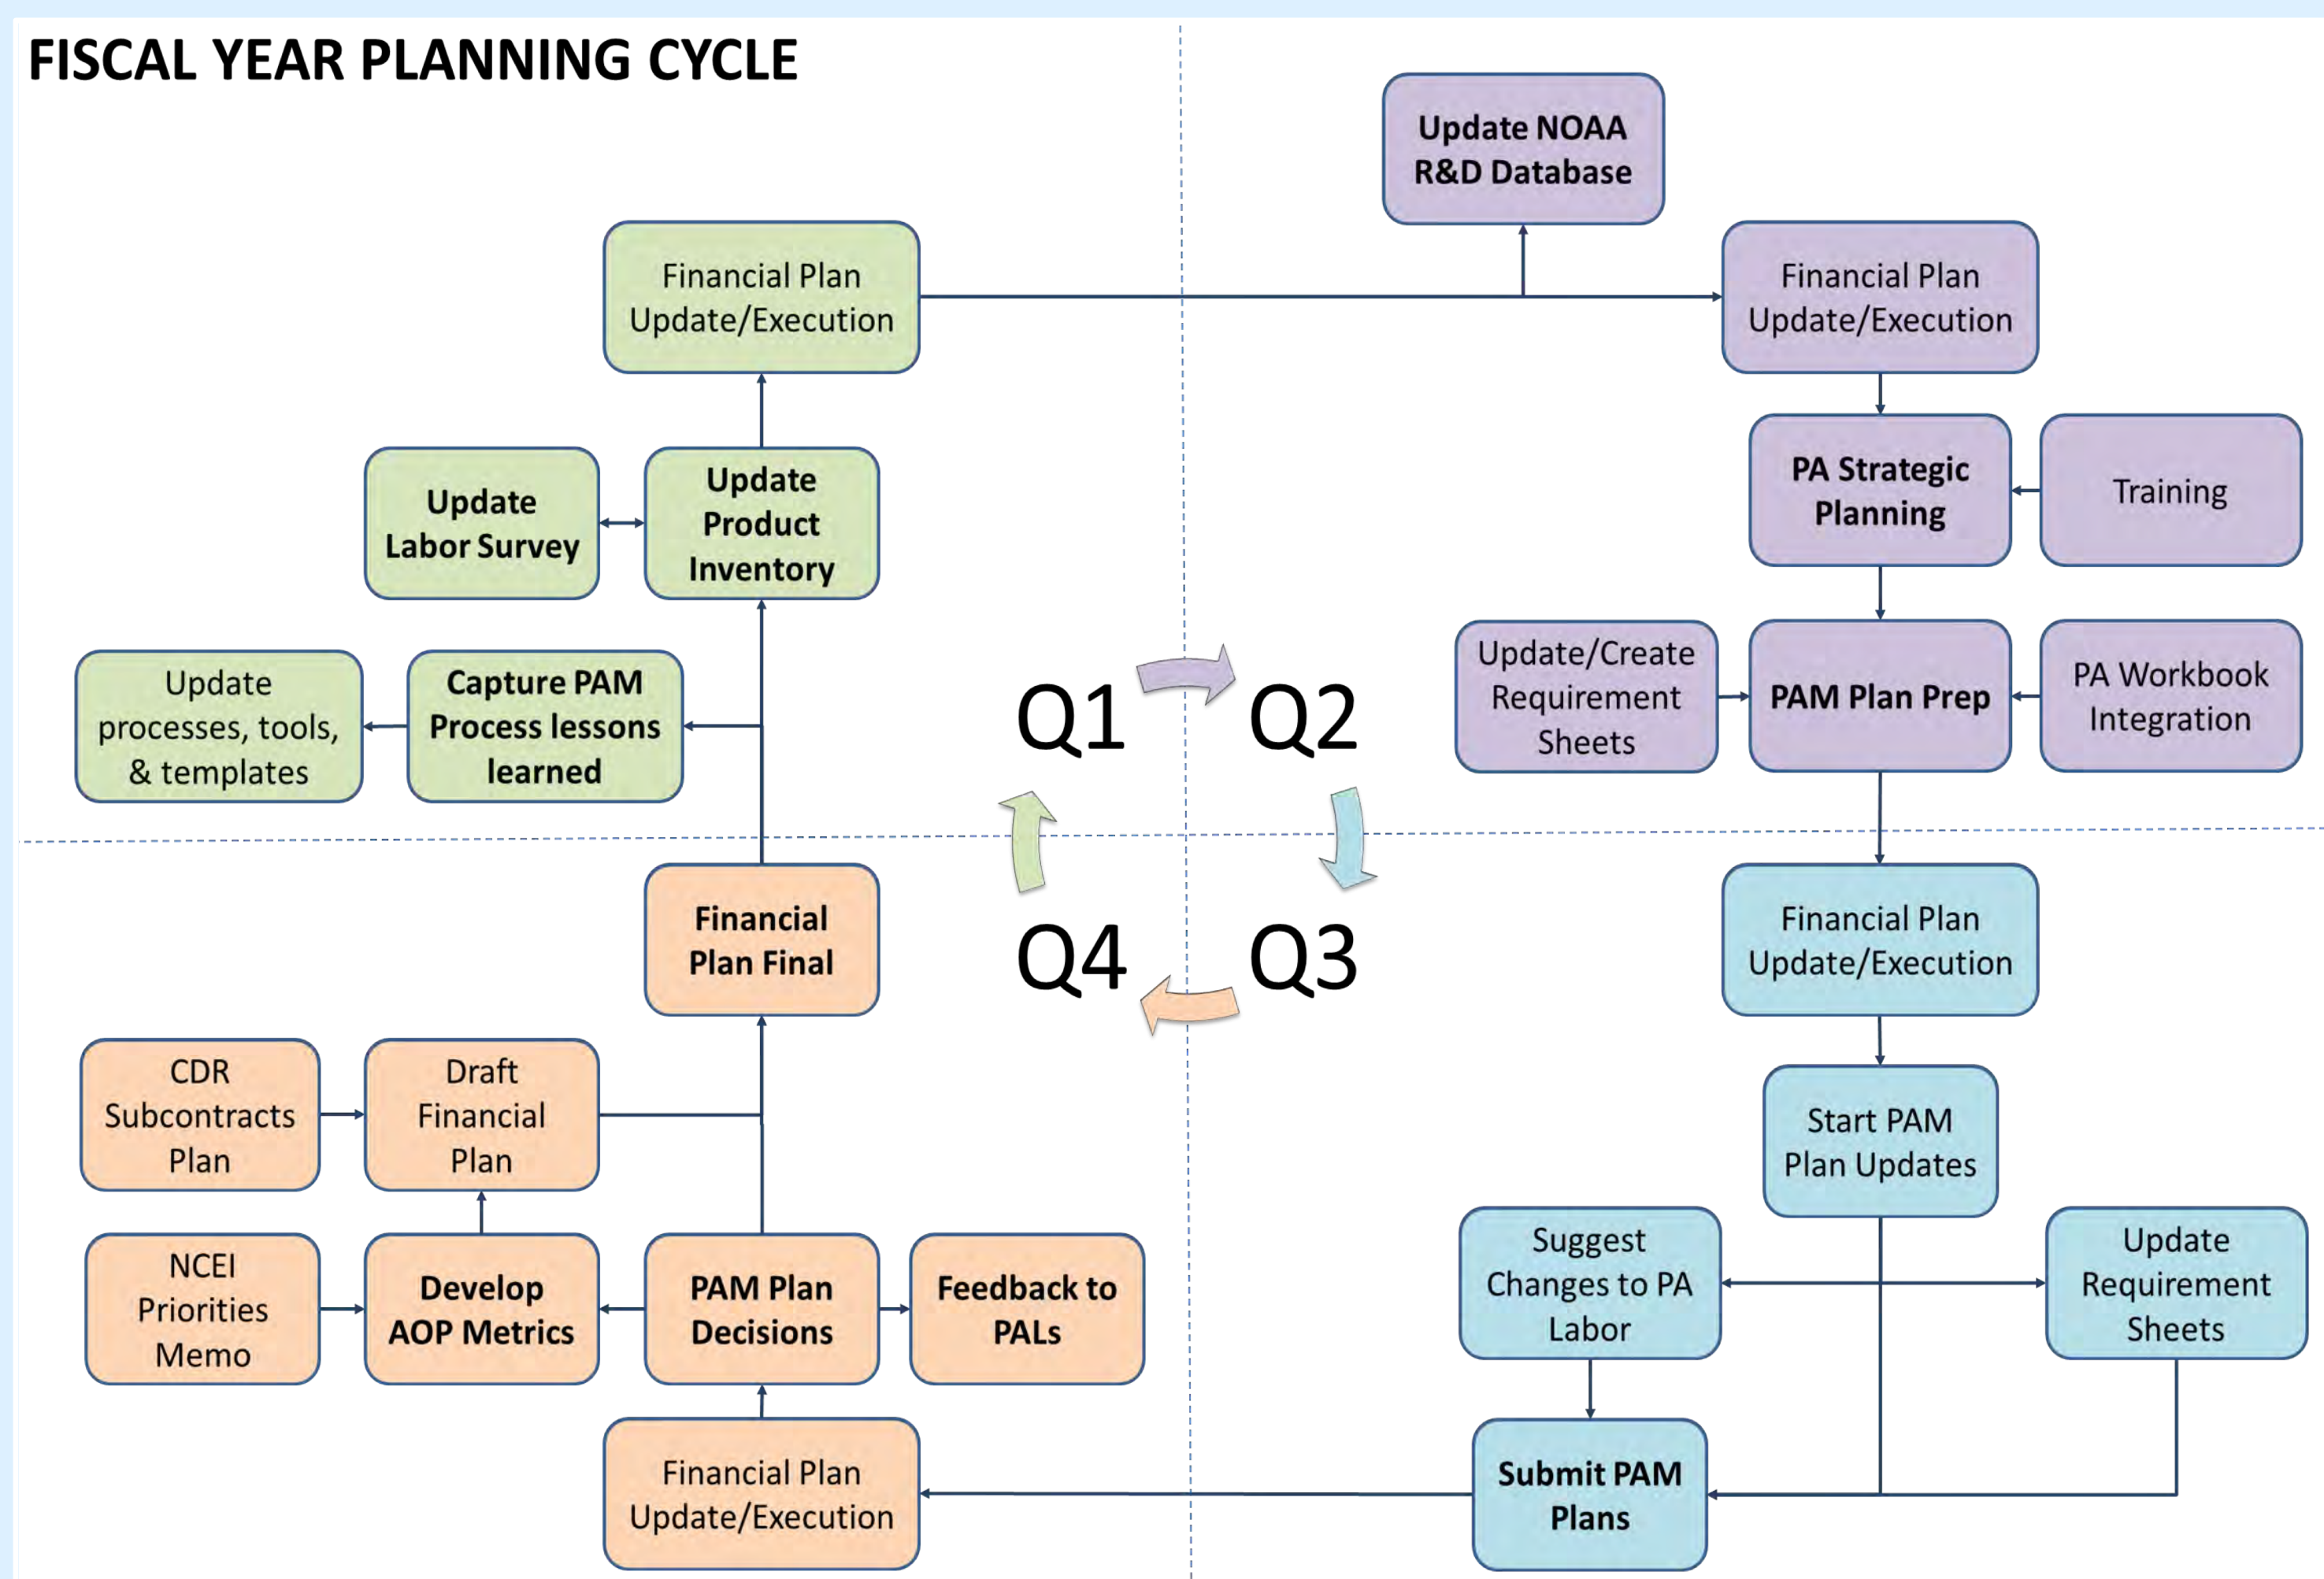 FISCAL YEAR PLANNING CYCLE
Update NOAA
R&D Database
Financial Plan
Update/Execution
Financial Plan
Update/Execution
Update
Labor Survey
Update
Product
Inventory
PA Strategic
Planning
Training
Update
processes, tools,
& templates
Capture PAM
Process lessons
learned
Q1
Q2
Update/Create
Requirement
Sheets
PAM Plan Prep
PA Workbook
Integration
Financial
Plan Final
Q4
Q3
Financial Plan
Update/Execution
CDR
Subcontracts
Plan
Draft
Financial
Plan
Start PAM
Plan Updates
NCEI
Priorities
Memo
Develop
AOP Metrics
PAM Plan
Decisions
Feedback to
PALs
Suggest
Changes to PA
Labor
Update
Requirement
Sheets
Financial Plan
Update/Execution
Submit PAM
Plans